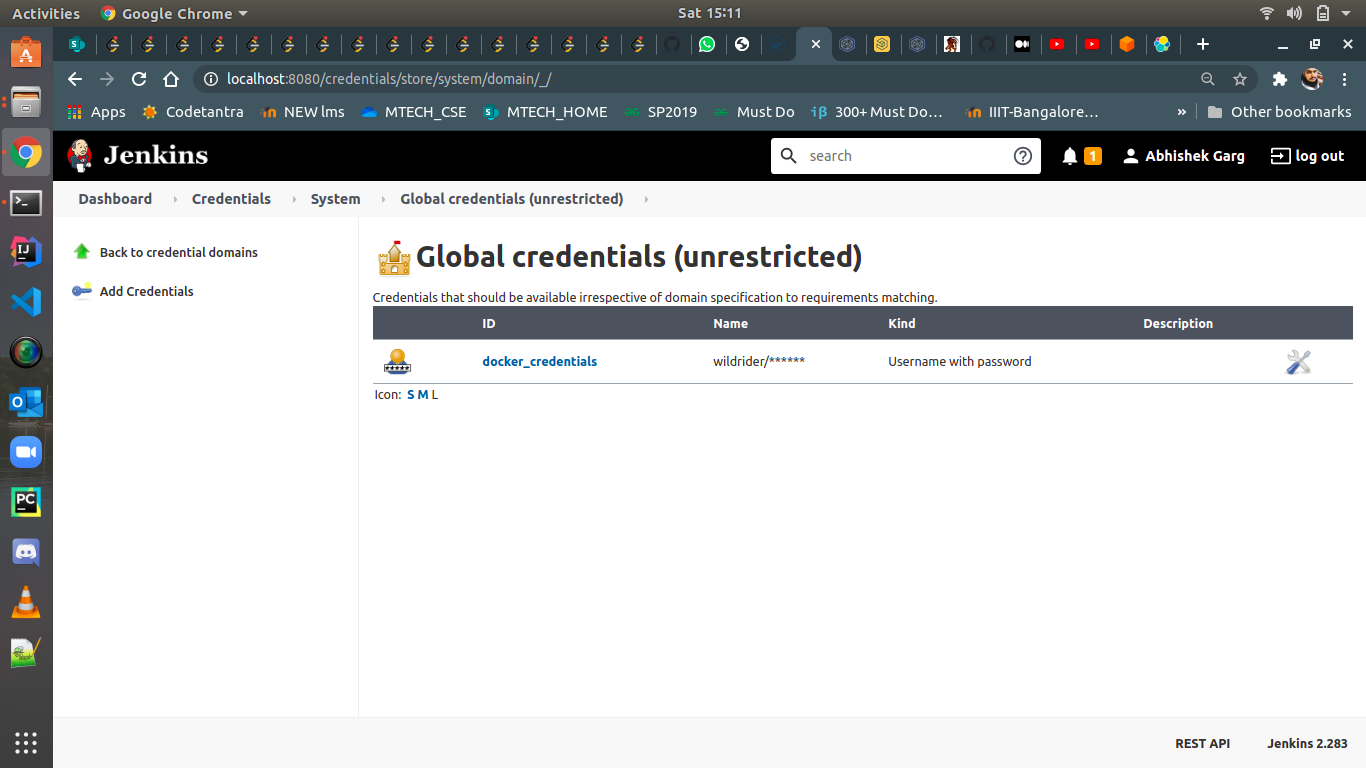 Activities Google Chrome Sat 15:11
localhost:8080/credentials/store/system/domain/_/
Apps Codetantra NEW lms MTECH_CSE MTECH_HOME SP2019 Must Do 300+ Must Do… IIIT-Bangalore… » Other bookmarks
Jenkins search 1 Abhishek Garg log out
Dashboard Credentials System Global credentials (unrestricted)
Back to credential domains
Add Credentials
Global credentials (unrestricted)
Credentials that should be available irrespective of domain specification to requirements matching.
ID Name Kind Description
docker_credentials wildrider/****** Username with password
Icon: S M L
REST API Jenkins 2.283